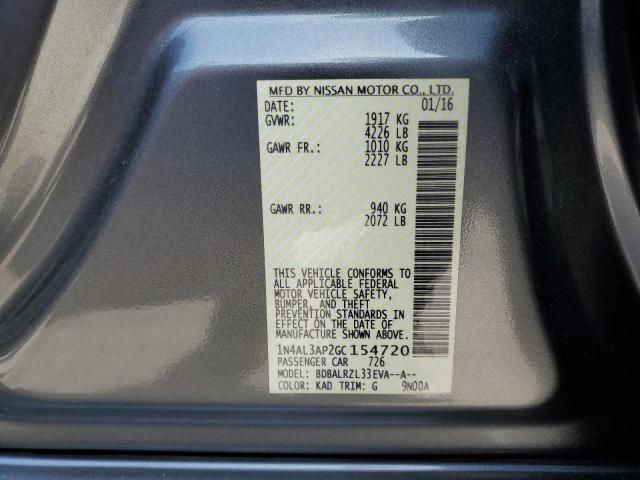 MFD BY NISSAN MOTOR CO., LTD.
DATE: 01/16
GVWR: 1917 KG
4226 LB
GAWR FR.: 1010 KG
2227 LB
GAWR RR.: 940 KG
2072 LB
THIS VEHICLE CONFORMS TO
ALL APPLICABLE FEDERAL
MOTOR VEHICLE SAFETY,
BUMPER, AND THEFT
PREVENTION STANDARDS IN
EFFECT ON THE DATE OF
MANUFACTURE SHOWN ABOVE.
1N4AL3AP2GC154720
PASSENGER CAR 726
MODEL: BDBALRZL33EVA--A--
COLOR: KAD TRIM: G 9N00A